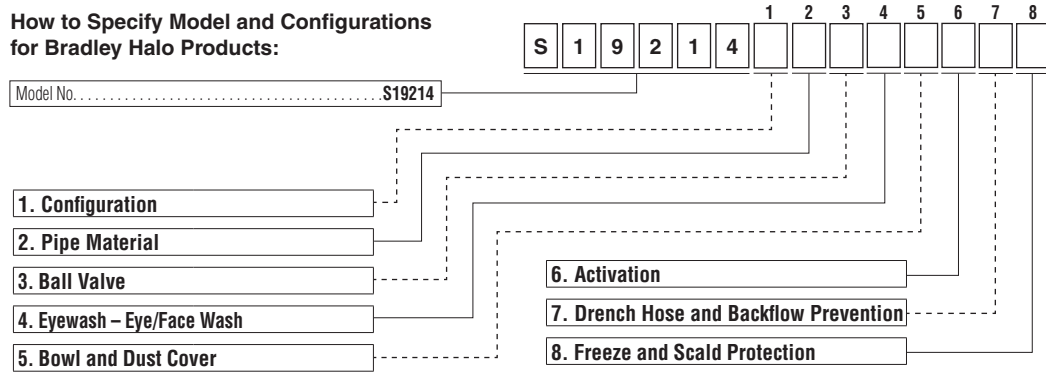 How to Specify Model and Configurations
for Bradley Halo Products:
1 2 3 4 5 6 7 8
S 1 9 2 1 4
Model No. . . . . . . . . . . . . . . . . . . . . . . . . . . . . . . . . . . . . . . . . .S19214
1. Configuration
2. Pipe Material
3. Ball Valve
4. Eyewash – Eye/Face Wash
5. Bowl and Dust Cover
6. Activation
7. Drench Hose and Backflow Prevention
8. Freeze and Scald Protection